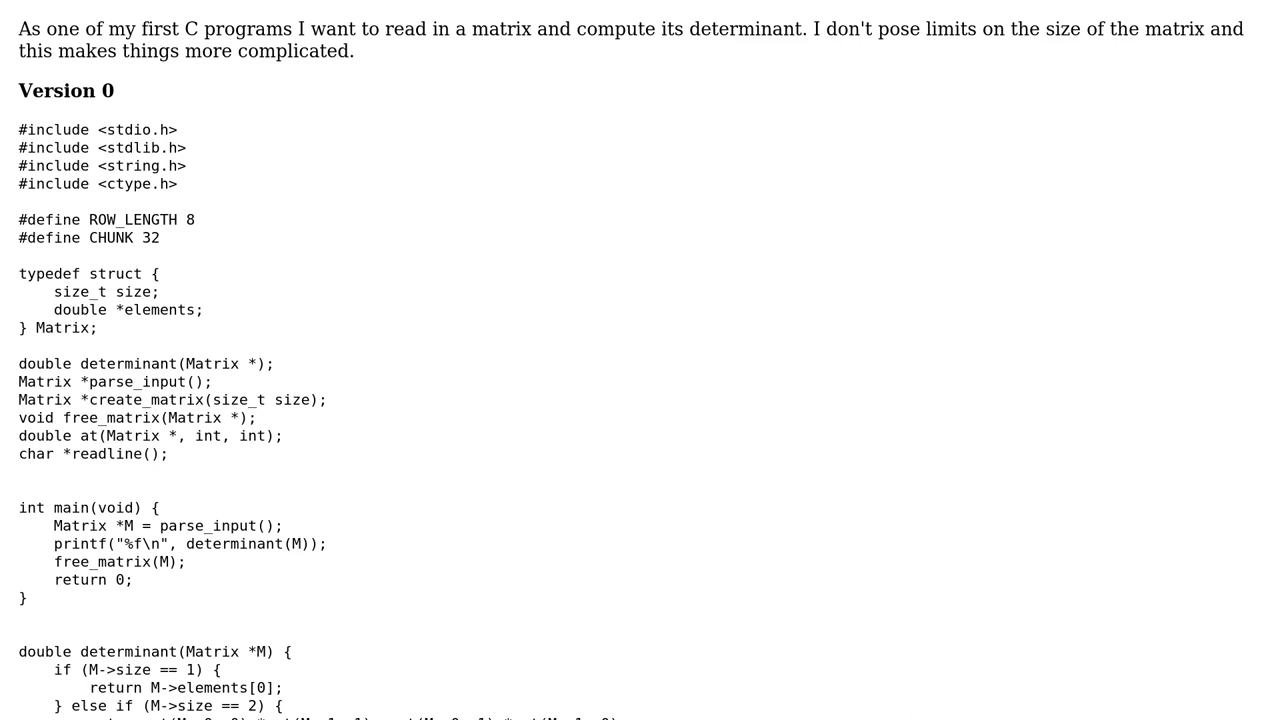 As one of my first C programs I want to read in a matrix and compute its determinant. I don't pose limits on the size of the matrix and
this makes things more complicated.
Version 0
#include <stdio.h>
#include <stdlib.h>
#include <string.h>
#include <ctype.h>
#define ROW_LENGTH 8
#define CHUNK 32
typedef struct {
    size_t size;
    double *elements;
} Matrix;
double determinant(Matrix *);
Matrix *parse_input();
Matrix *create_matrix(size_t size);
void free_matrix(Matrix *);
double at(Matrix *, int, int);
char *readline();
int main(void) {
    Matrix *M = parse_input();
    printf("%f\n", determinant(M));
    free_matrix(M);
    return 0;
}
double determinant(Matrix *M) {
    if (M->size == 1) {
        return M->elements[0];
    } else if (M->size == 2) {